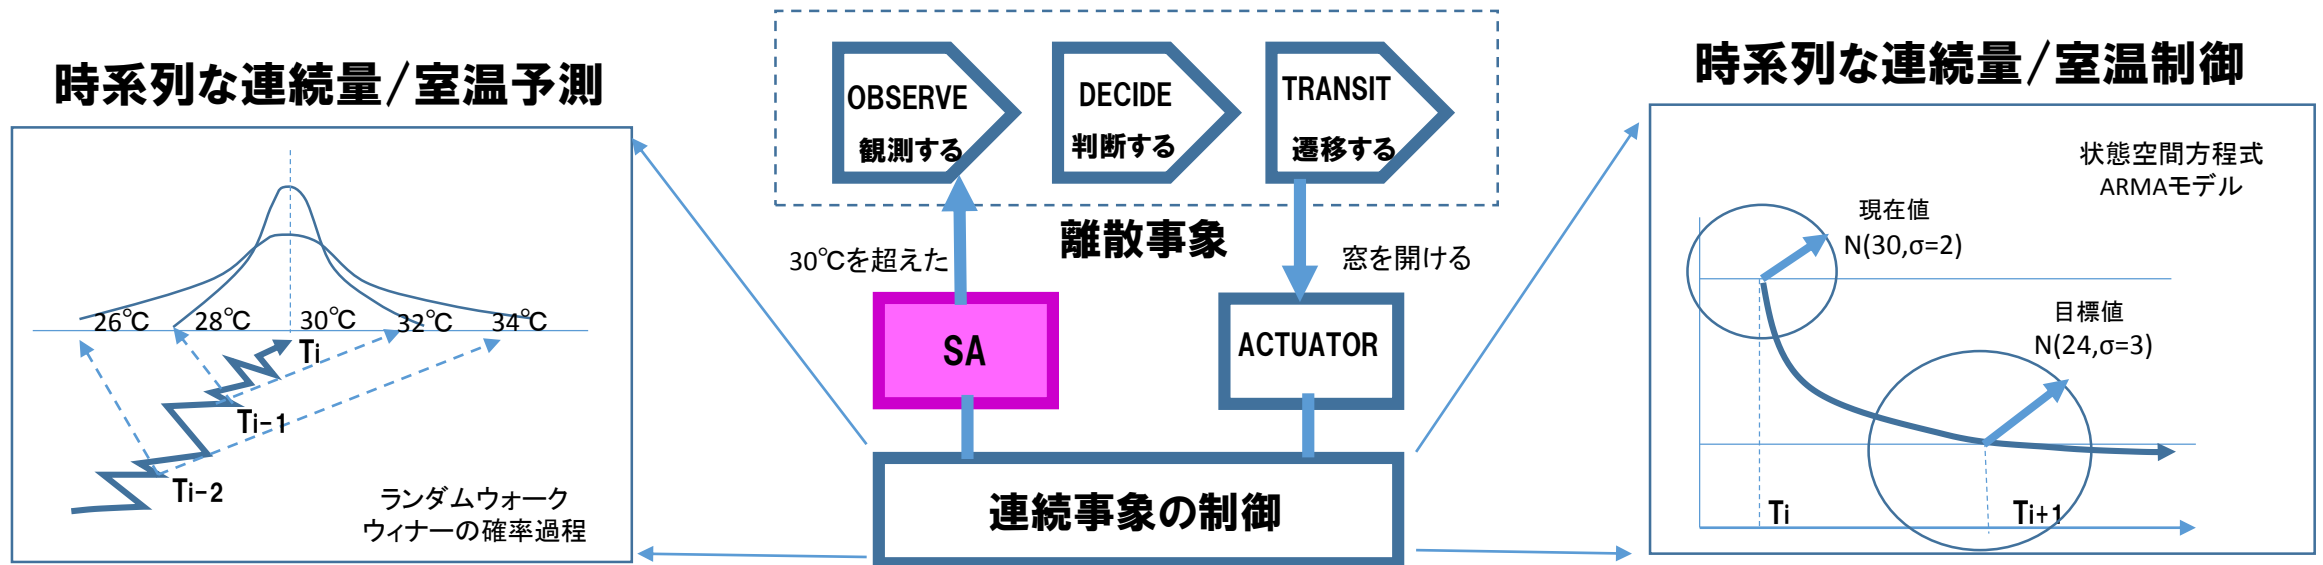 時系列な連続量/室温予測
26℃
28℃
30℃
32℃
34℃
Ti
Ti-1
Ti-2
ランダムウォーク
ウィナーの確率過程
OBSERVE
観測する
DECIDE
判断する
TRANSIT
遷移する
離散事象
30℃を超えた
窓を開ける
SA
ACTUATOR
連続事象の制御
時系列な連続量/室温制御
状態空間方程式
ARMAモデル
現在値
N(30,σ=2)
目標値
N(24,σ=3)
Ti
Ti+1